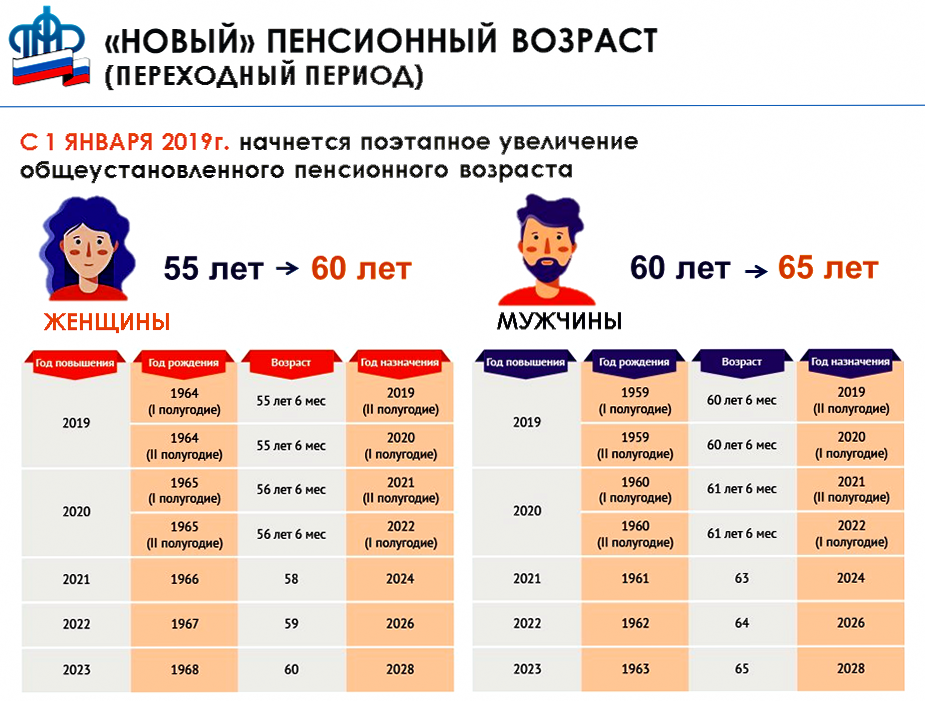 «НОВЫЙ» ПЕНСИОННЫЙ ВОЗРАСТ
(ПЕРЕХОДНЫЙ ПЕРИОД)
С 1 ЯНВАРЯ 2019г. начнется поэтапное увеличение
общеустановленного пенсионного возраста
55 лет → 60 лет
ЖЕНЩИНЫ
Год повышения Год рождения Возраст Год назначения
2019
1964
(I полугодие)
55 лет 6 мес
2019
(II полугодие)
1964
(II полугодие)
55 лет 6 мес
2020
(I полугодие)
2020
1965
(I полугодие)
56 лет 6 мес
2021
(II полугодие)
1965
(II полугодие)
56 лет 6 мес
2022
(I полугодие)
2021 1966 58 2024
2022 1967 59 2026
2023 1968 60 2028
60 лет → 65 лет
МУЖЧИНЫ
Год повышения Год рождения Возраст Год назначения
2019
1959
(I полугодие)
60 лет 6 мес
2019
(II полугодие)
1959
(II полугодие)
60 лет 6 мес
2020
(I полугодие)
2020
1960
(I полугодие)
61 лет 6 мес
2021
(II полугодие)
1960
(II полугодие)
61 лет 6 мес
2022
(I полугодие)
2021 1961 63 2024
2022 1962 64 2026
2023 1963 65 2028